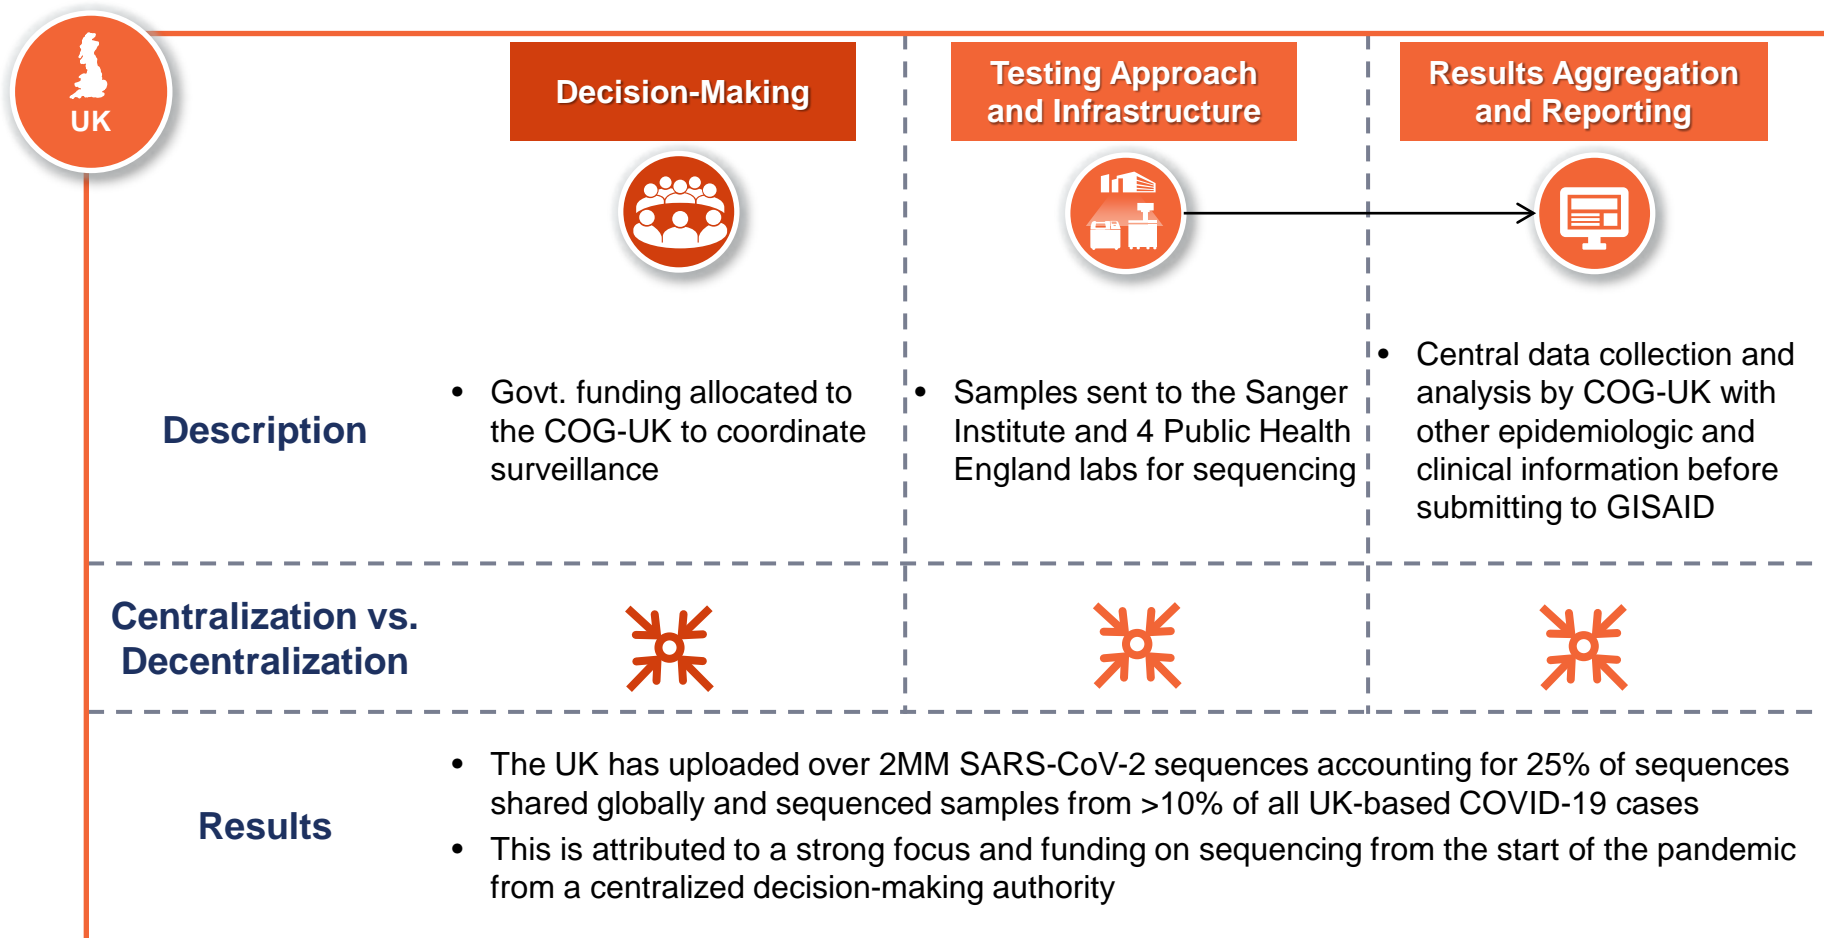 UK
Decision-Making
Testing Approach
and Infrastructure
Results Aggregation
and Reporting
Description
• Govt. funding allocated to
the COG-UK to coordinate
surveillance
• Samples sent to the Sanger
Institute and 4 Public Health
England labs for sequencing
• Central data collection and
analysis by COG-UK with
other epidemiologic and
clinical information before
submitting to GISAID
Centralization vs.
Decentralization
Results
• The UK has uploaded over 2MM SARS-CoV-2 sequences accounting for 25% of sequences
shared globally and sequenced samples from >10% of all UK-based COVID-19 cases
• This is attributed to a strong focus and funding on sequencing from the start of the pandemic
from a centralized decision-making authority